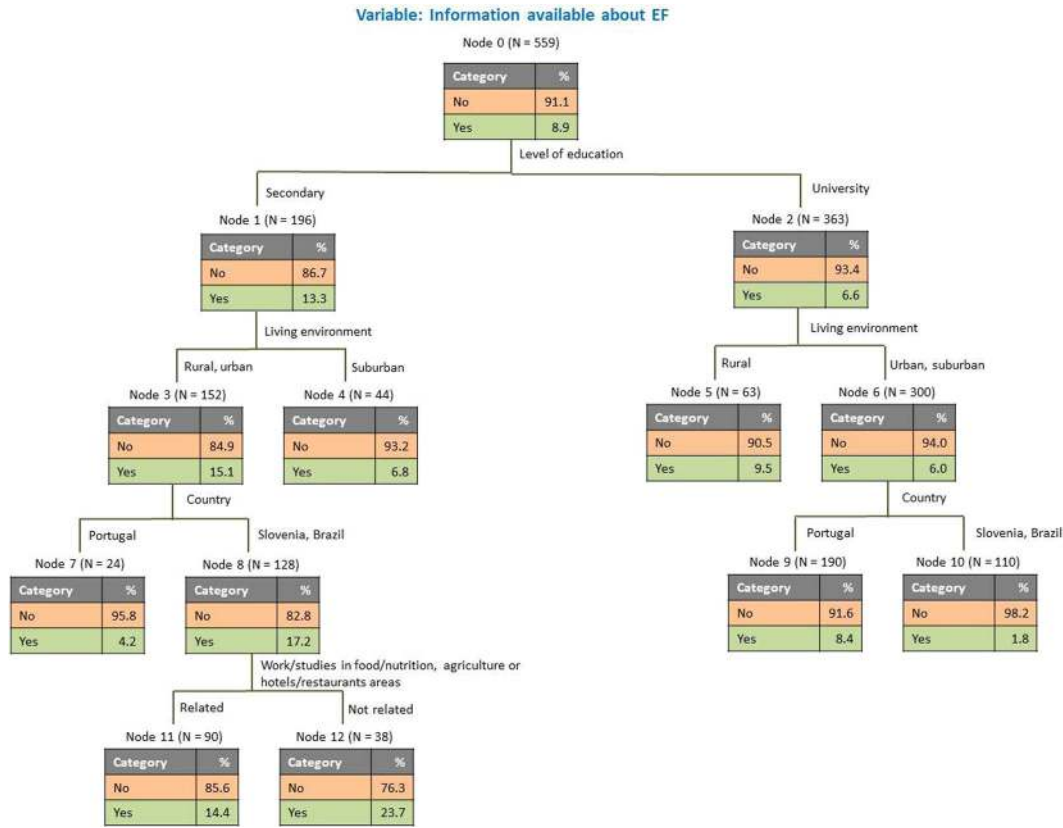 Variable: Information available about EF
Node 0 (N = 559)
Category %
No 91.1
Yes 8.9
Level of education
Secondary
University
Node 1 (N = 196)
Category %
No 86.7
Yes 13.3
Node 2 (N = 363)
Category %
No 93.4
Yes 6.6
Living environment
Living environment
Rural, urban
Suburban
Rural
Urban, suburban
Node 3 (N = 152)
Category %
No 84.9
Yes 15.1
Node 4 (N = 44)
Category %
No 93.2
Yes 6.8
Node 5 (N = 63)
Category %
No 90.5
Yes 9.5
Node 6 (N = 300)
Category %
No 94.0
Yes 6.0
Country
Country
Portugal
Slovenia, Brazil
Portugal
Slovenia, Brazil
Node 7 (N = 24)
Category %
No 95.8
Yes 4.2
Node 8 (N = 128)
Category %
No 82.8
Yes 17.2
Node 9 (N = 190)
Category %
No 91.6
Yes 8.4
Node 10 (N = 110)
Category %
No 98.2
Yes 1.8
Work/studies in food/nutrition, agriculture or
hotels/restaurants areas
Related
Not related
Node 11 (N = 90)
Category %
No 85.6
Yes 14.4
Node 12 (N = 38)
Category %
No 76.3
Yes 23.7